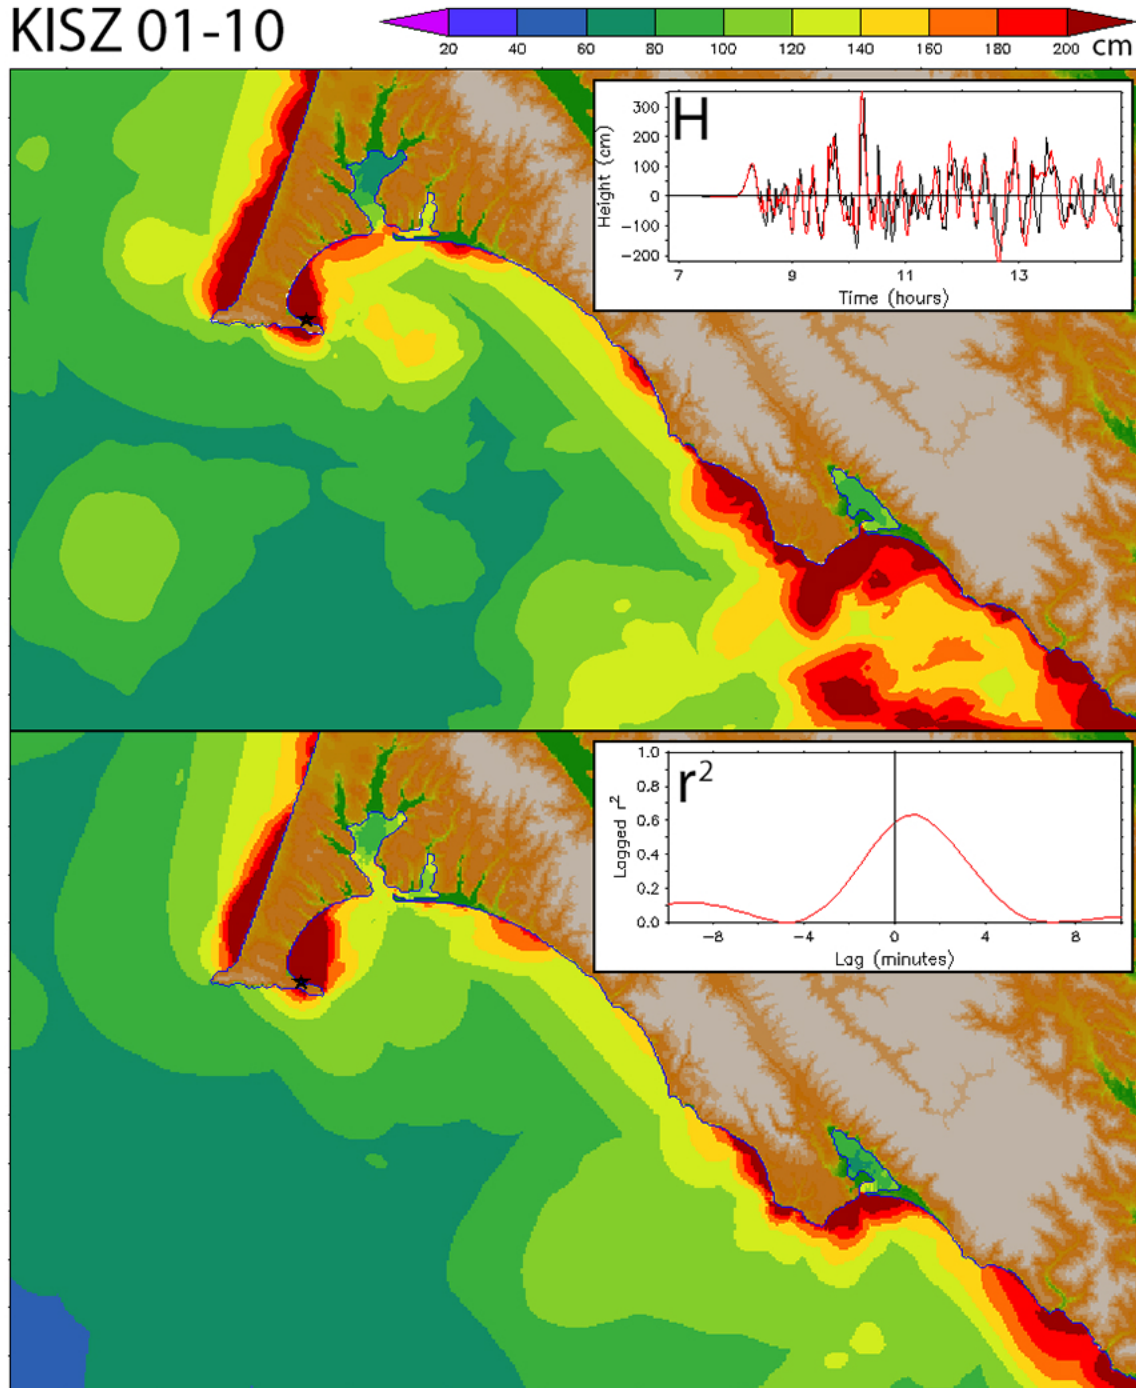 KISZ 01-10
20 40 60 80 100 120 140 160 180 200 cm
H
Height (cm)
300
200
100
0
−100
−200
7 9 11 13
Time (hours)
r²
Lagged r²
1.0
0.8
0.6
0.4
0.2
0.0
−8 −4 0 4 8
Lag (minutes)